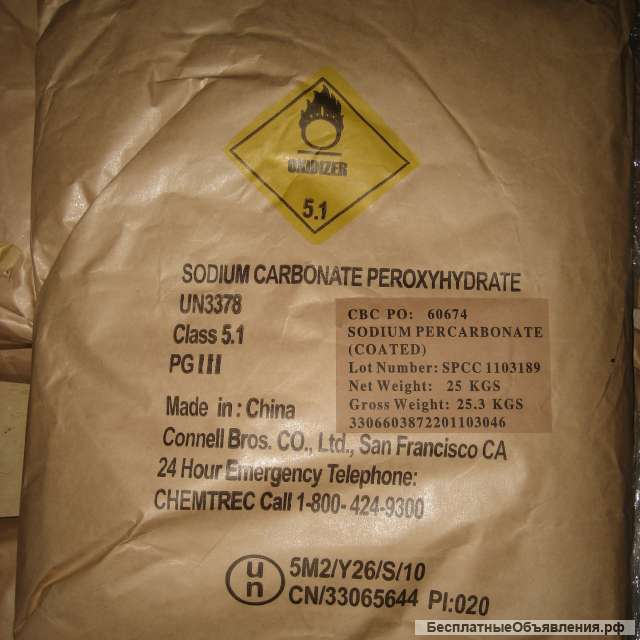 OXIDIZER
5.1
SODIUM CARBONATE PEROXYHYDRATE
UN3378
Class 5.1
PG III
CBC PO: 60674
SODIUM PERCARBONATE
(COATED)
Lot Number: SPCC 1103189
Net Weight: 25 KGS
Gross Weight: 25.3 KGS
3306603872201103046
Made in: China
Connell Bros. CO., Ltd., San Francisco CA
24 Hour Emergency Telephone:
CHEMTREC Call 1-800-424-9300
un
5M2/Y26/S/10
CN/33065644 PI:020
БесплатныеОбъявления.рф